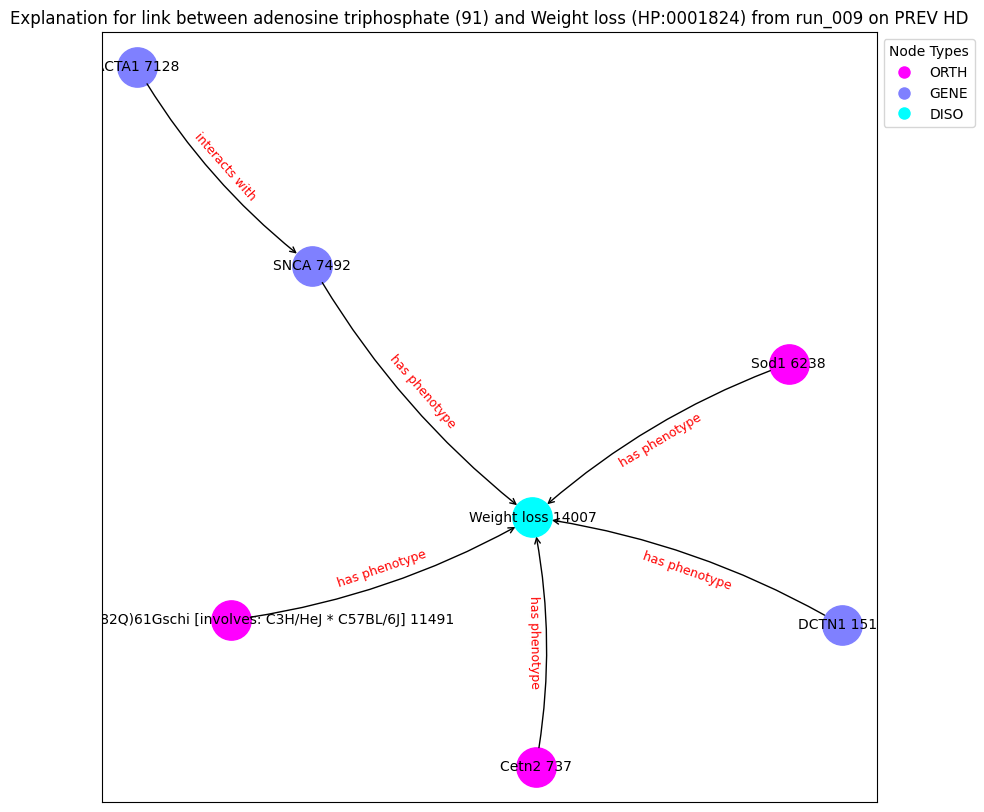 Explanation for link between adenosine triphosphate (91) and Weight loss (HP:0001824) from run_009 on PREV HD
Node Types
ORTH
GENE
DISO
CTA1 7128
interacts with
SNCA 7492
has phenotype
Sod1 6238
has phenotype
Weight loss 14007
has phenotype
has phenotype
82Q)61Gschi [involves: C3H/HeJ * C57BL/6J] 11491
has phenotype
DCTN1 151
Cetn2 737